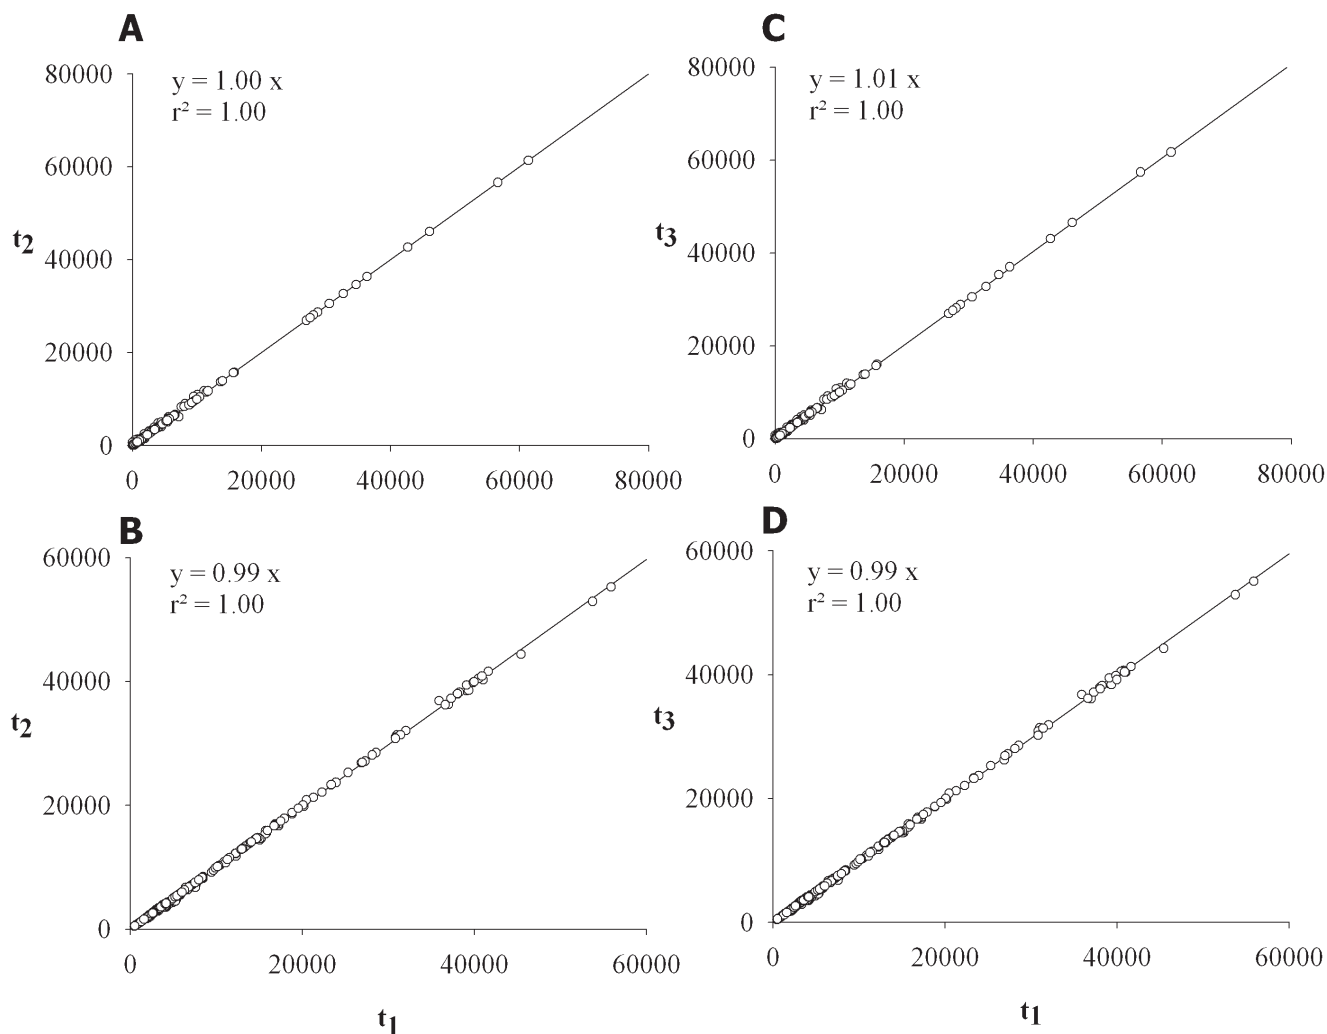 A
y = 1.00 x
r² = 1.00
80000
60000
t2
40000
20000
0
0 20000 40000 60000 80000
C
y = 1.01 x
r² = 1.00
80000
60000
t3
40000
20000
0
0 20000 40000 60000 80000
B
y = 0.99 x
r² = 1.00
60000
40000
t2
20000
0
0 20000 40000 60000
t1
D
y = 0.99 x
r² = 1.00
60000
40000
t3
20000
0
0 20000 40000 60000
t1